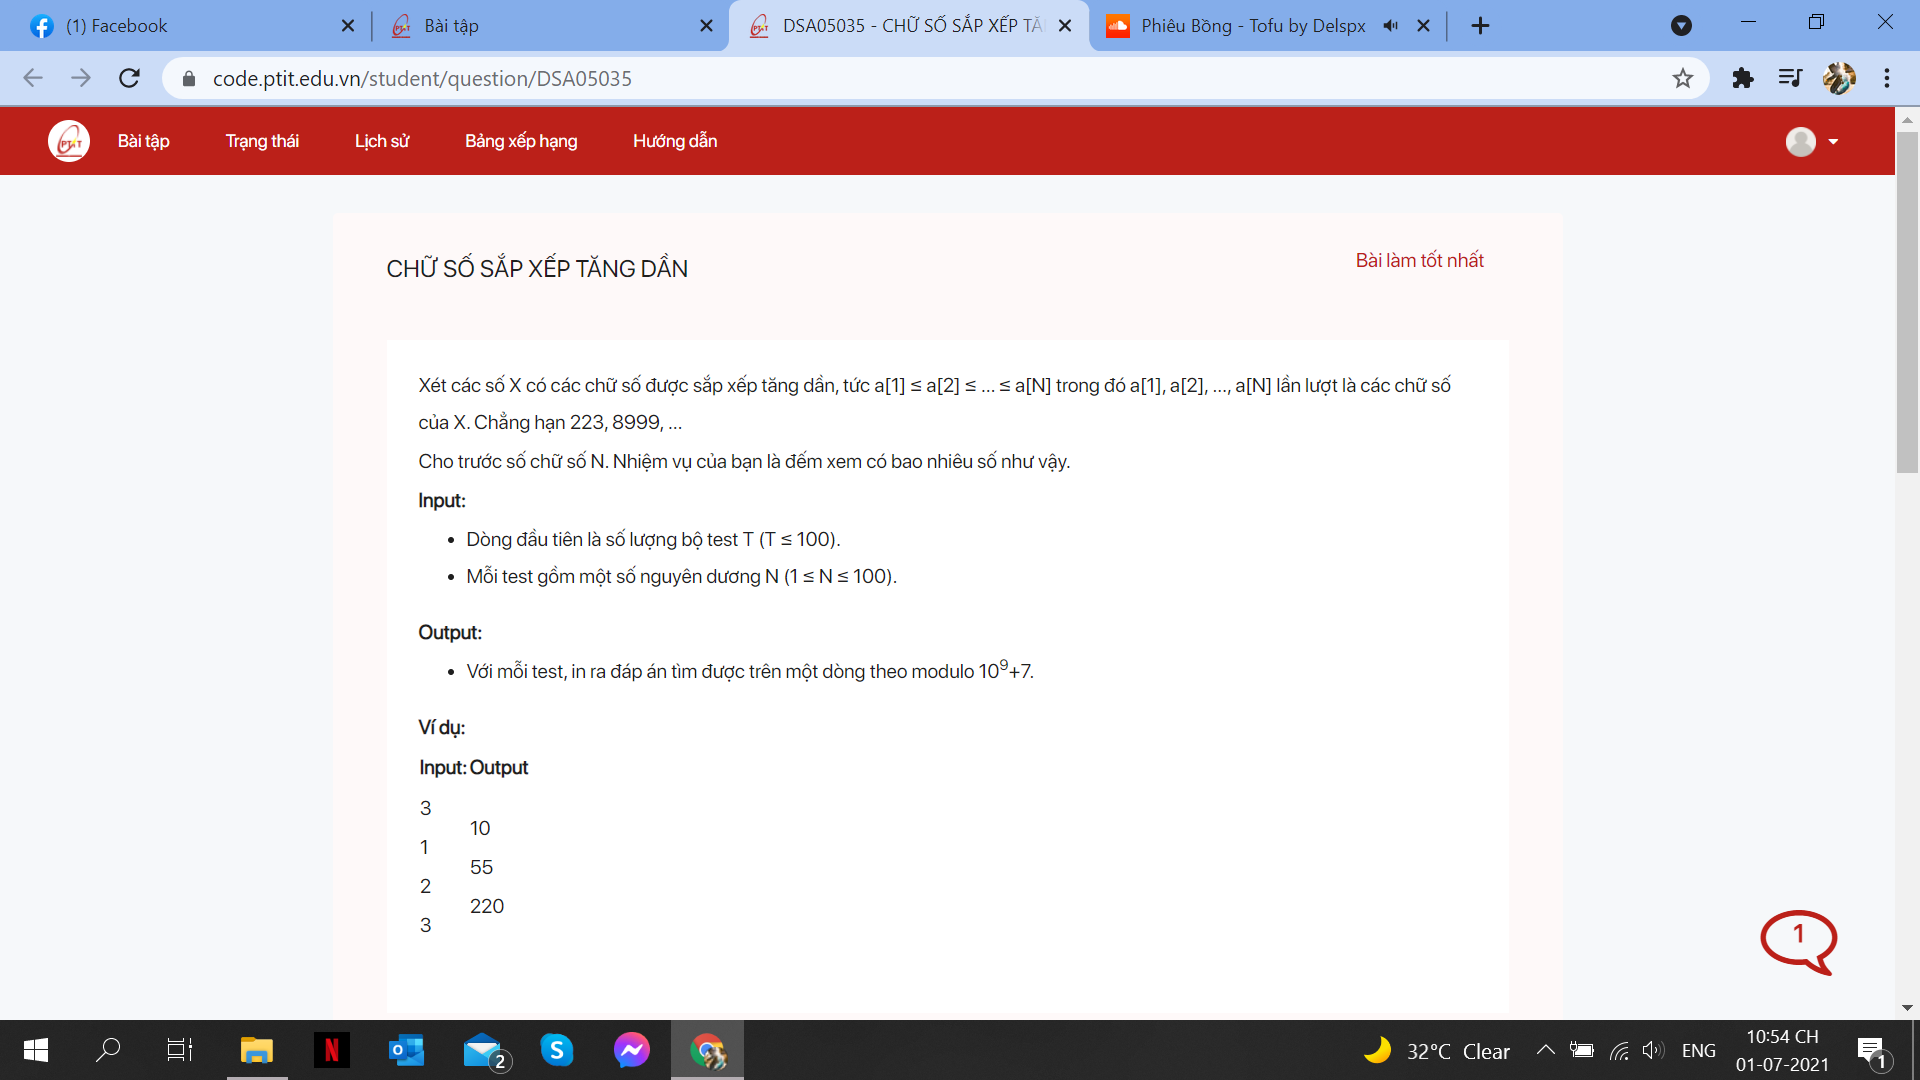 (1) Facebook
Bài tập
DSA05035 - CHỮ SỐ SẮP XẾP TĂ
Phiêu Bồng - Tofu by Delspx
code.ptit.edu.vn/student/question/DSA05035
PTIT Bài tập Trạng thái Lịch sử Bảng xếp hạng Hướng dẫn
CHỮ SỐ SẮP XẾP TĂNG DẦN
Bài làm tốt nhất
Xét các số X có các chữ số được sắp xếp tăng dần, tức a[1] ≤ a[2] ≤ ... ≤ a[N] trong đó a[1], a[2], ..., a[N] lần lượt là các chữ số
của X. Chẳng hạn 223, 8999, ...
Cho trước số chữ số N. Nhiệm vụ của bạn là đếm xem có bao nhiêu số như vậy.
Input:
• Dòng đầu tiên là số lượng bộ test T (T ≤ 100).
• Mỗi test gồm một số nguyên dương N (1 ≤ N ≤ 100).
Output:
• Với mỗi test, in ra đáp án tìm được trên một dòng theo modulo 10⁹+7.
Ví dụ:
Input: Output
3
10
1
55
2
220
3
1
N
2
S
32°C Clear
ENG
10:54 CH
01-07-2021
1